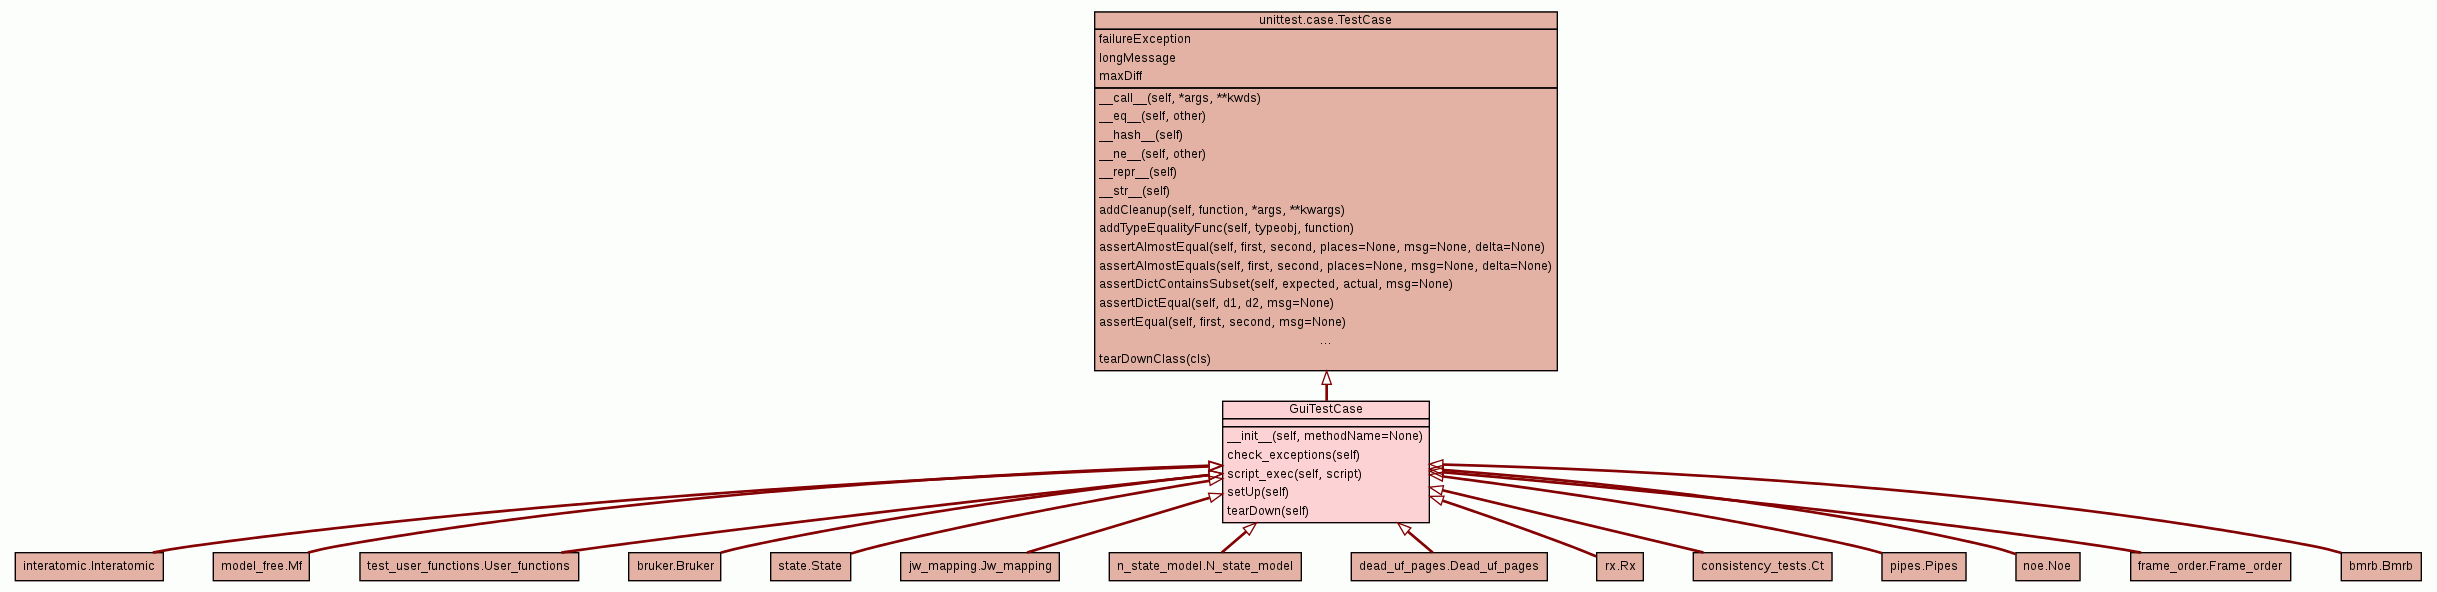 unittest.case.TestCase
failureException
longMessage
maxDiff
__call__(self, *args, **kwds)
__eq__(self, other)
__hash__(self)
__ne__(self, other)
__repr__(self)
__str__(self)
addCleanup(self, function, *args, **kwargs)
addTypeEqualityFunc(self, typeobj, function)
assertAlmostEqual(self, first, second, places=None, msg=None, delta=None)
assertAlmostEquals(self, first, second, places=None, msg=None, delta=None)
assertDictContainsSubset(self, expected, actual, msg=None)
assertDictEqual(self, d1, d2, msg=None)
assertEqual(self, first, second, msg=None)
...
tearDownClass(cls)
GuiTestCase
__init__(self, methodName=None)
check_exceptions(self)
script_exec(self, script)
setUp(self)
tearDown(self)
interatomic.Interatomic
model_free.Mf
test_user_functions.User_functions
bruker.Bruker
state.State
jw_mapping.Jw_mapping
n_state_model.N_state_model
dead_uf_pages.Dead_uf_pages
rx.Rx
consistency_tests.Ct
pipes.Pipes
noe.Noe
frame_order.Frame_order
bmrb.Bmrb